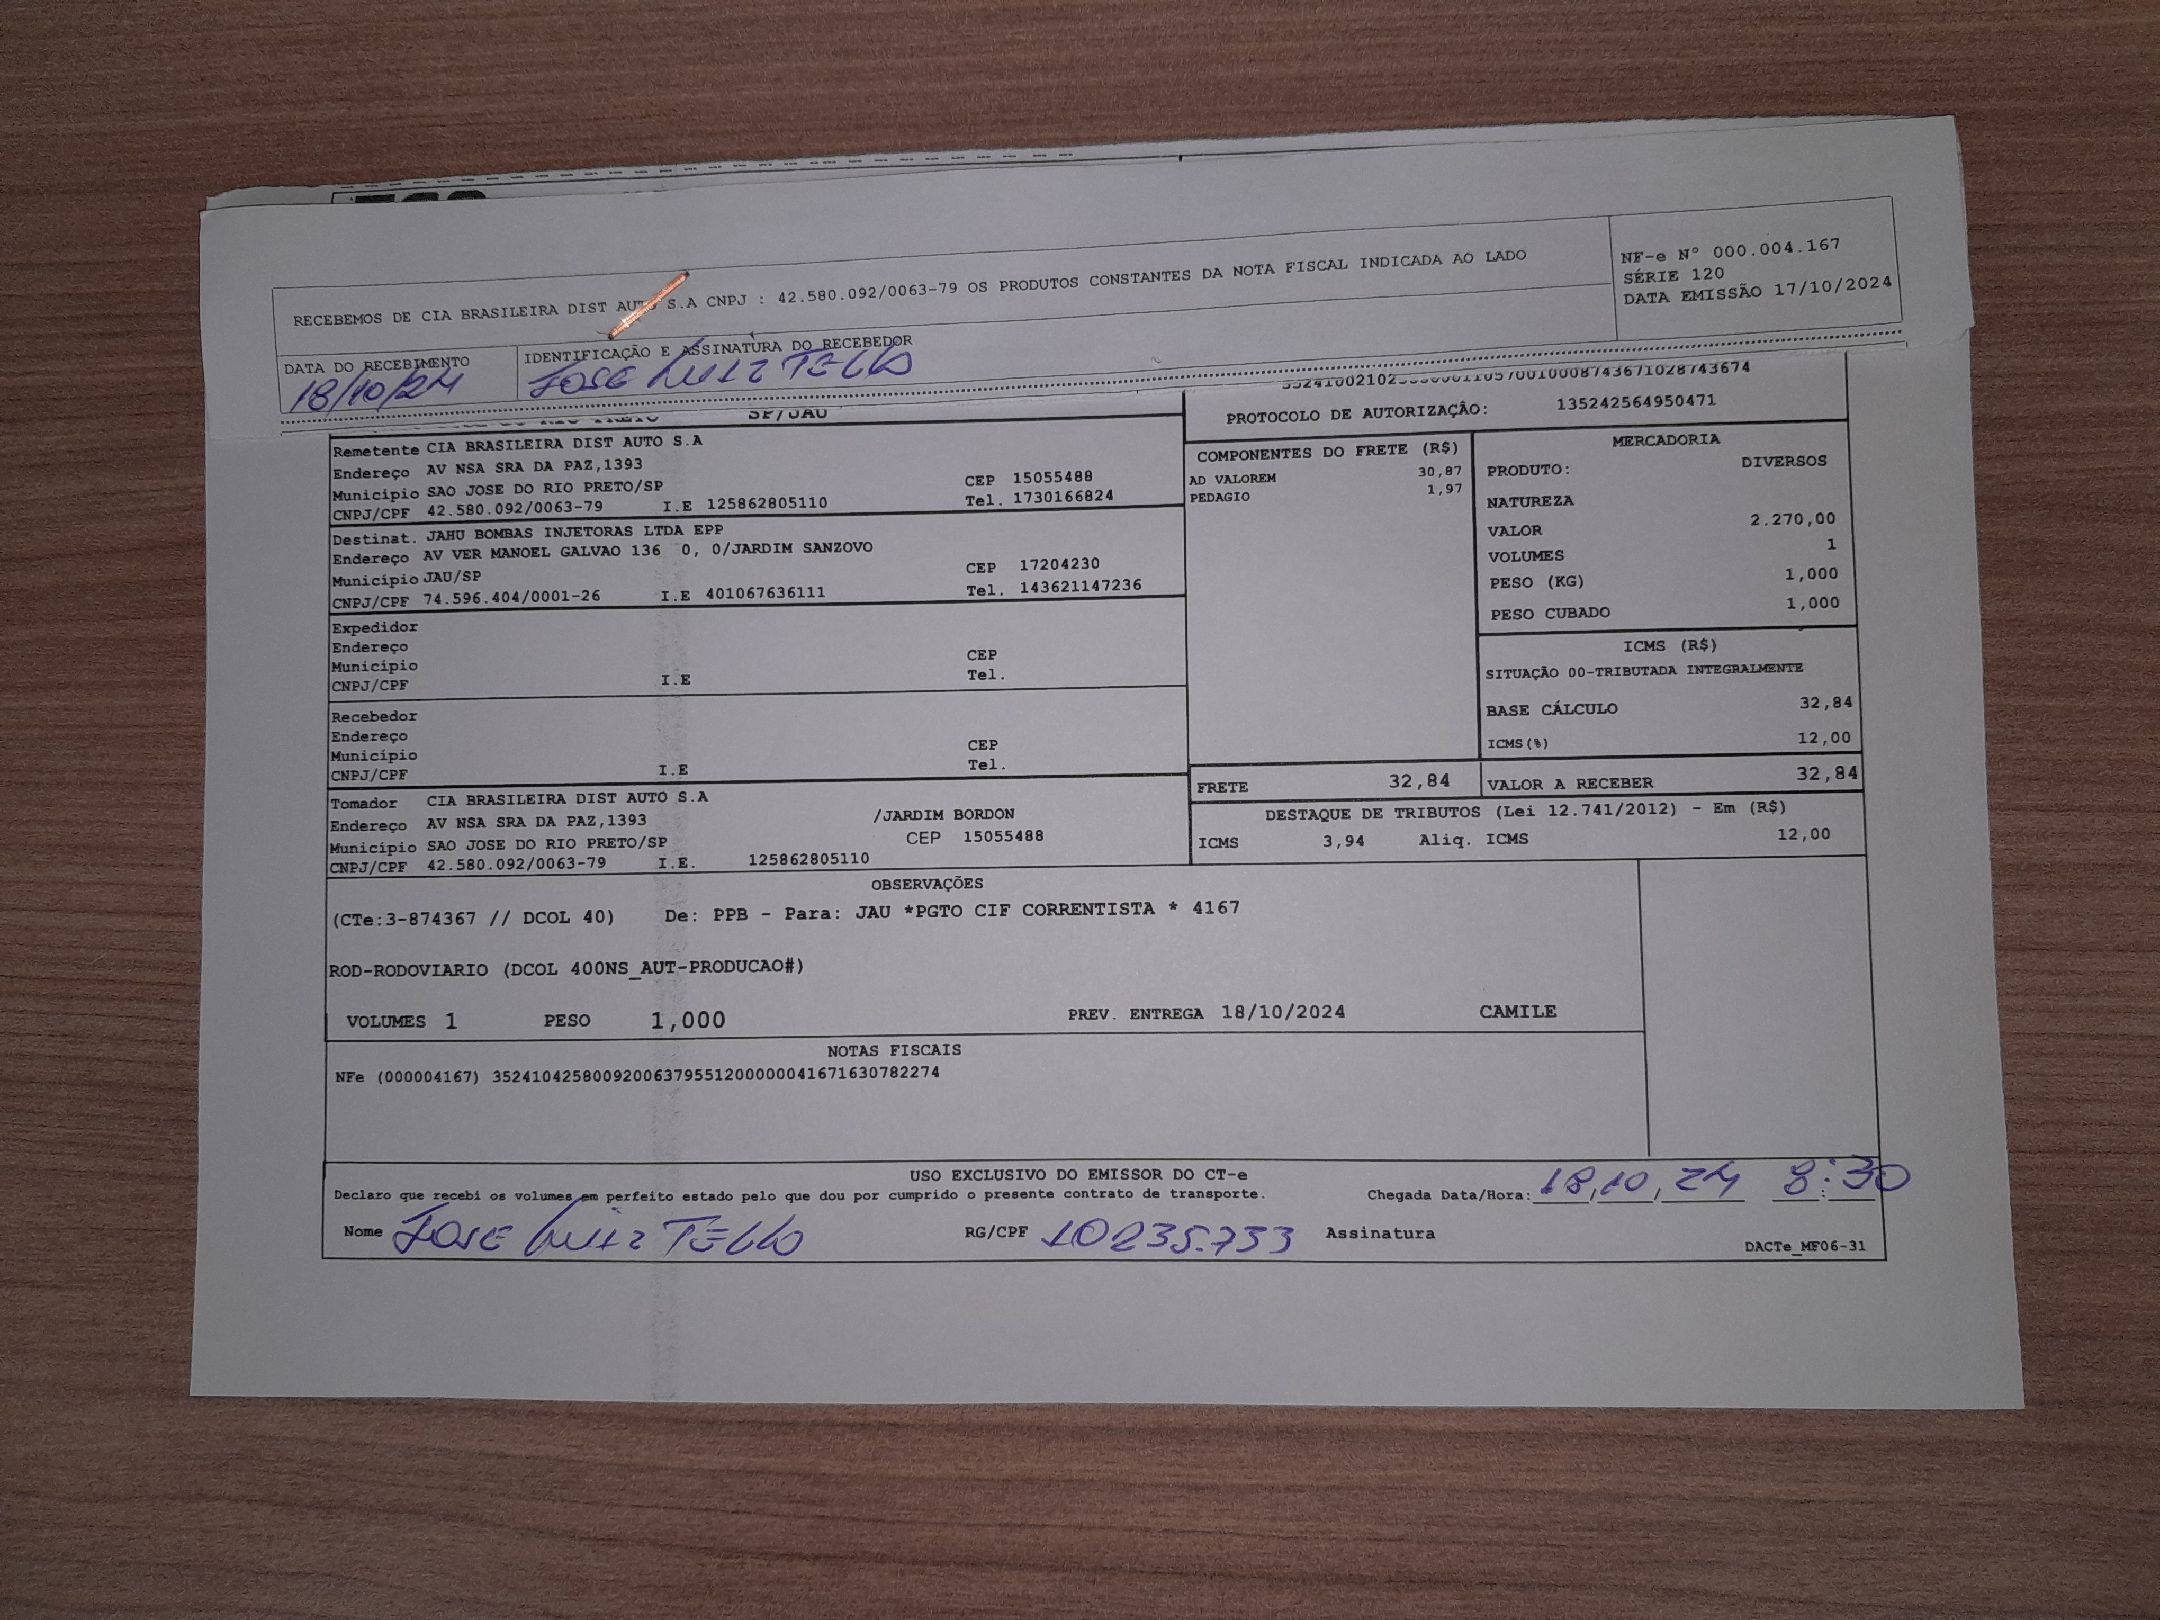 RECEBEMOS DE CIA BRASILEIRA DIST AUTO S.A CNPJ : 42.580.092/0063-79 OS PRODUTOS CONSTANTES DA NOTA FISCAL INDICADA AO LADO
NF-e Nº 000.004.167
SÉRIE 120
DATA EMISSÃO 17/10/2024
DATA DO RECEBIMENTO
18/10/24
IDENTIFICAÇÃO E ASSINATURA DO RECEBEDOR
JOSE LUIZ TELLO
SP/JAU
PROTOCOLO DE AUTORIZAÇÃO: 135242564950471
Remetente CIA BRASILEIRA DIST AUTO S.A
Endereço AV NSA SRA DA PAZ,1393
Município SAO JOSE DO RIO PRETO/SP CEP 15055488
CNPJ/CPF 42.580.092/0063-79 I.E 125862805110 Tel. 1730166824
Destinat. JAHU BOMBAS INJETORAS LTDA EPP
Endereço AV VER MANOEL GALVAO 136 0, 0/JARDIM SANZOVO
Município JAU/SP CEP 17204230
CNPJ/CPF 74.596.404/0001-26 I.E 401067636111 Tel. 143621147236
Expedidor
Endereço
Município CEP
CNPJ/CPF I.E Tel.
Recebedor
Endereço
Município CEP
CNPJ/CPF I.E Tel.
Tomador CIA BRASILEIRA DIST AUTO S.A
Endereço AV NSA SRA DA PAZ,1393 /JARDIM BORDON
Município SAO JOSE DO RIO PRETO/SP CEP 15055488
CNPJ/CPF 42.580.092/0063-79 I.E. 125862805110
COMPONENTES DO FRETE (R$)
AD VALOREM 30,87
PEDAGIO 1,97
MERCADORIA
PRODUTO: DIVERSOS
NATUREZA
VALOR 2.270,00
VOLUMES 1
PESO (KG) 1,000
PESO CUBADO 1,000
ICMS (R$)
SITUAÇÃO 00-TRIBUTADA INTEGRALMENTE
BASE CÁLCULO 32,84
ICMS(%) 12,00
FRETE 32,84
VALOR A RECEBER 32,84
DESTAQUE DE TRIBUTOS (Lei 12.741/2012) - Em (R$)
ICMS 3,94 Aliq. ICMS 12,00
OBSERVAÇÕES
(CTe:3-874367 // DCOL 40) De: PPB - Para: JAU *PGTO CIF CORRENTISTA * 4167
ROD-RODOVIARIO (DCOL 400NS_AUT-PRODUCAO#)
VOLUMES 1 PESO 1,000 PREV. ENTREGA 18/10/2024 CAMILE
NOTAS FISCAIS
NFe (000004167) 35241042580092006379551200000041671630782274
USO EXCLUSIVO DO EMISSOR DO CT-e
Declaro que recebi os volumes em perfeito estado pelo que dou por cumprido o presente contrato de transporte. Chegada Data/Hora: 18,10,24 8:30
Nome JOSE LUIZ TELLO RG/CPF 10235.753 Assinatura
DACTe_MF06-31